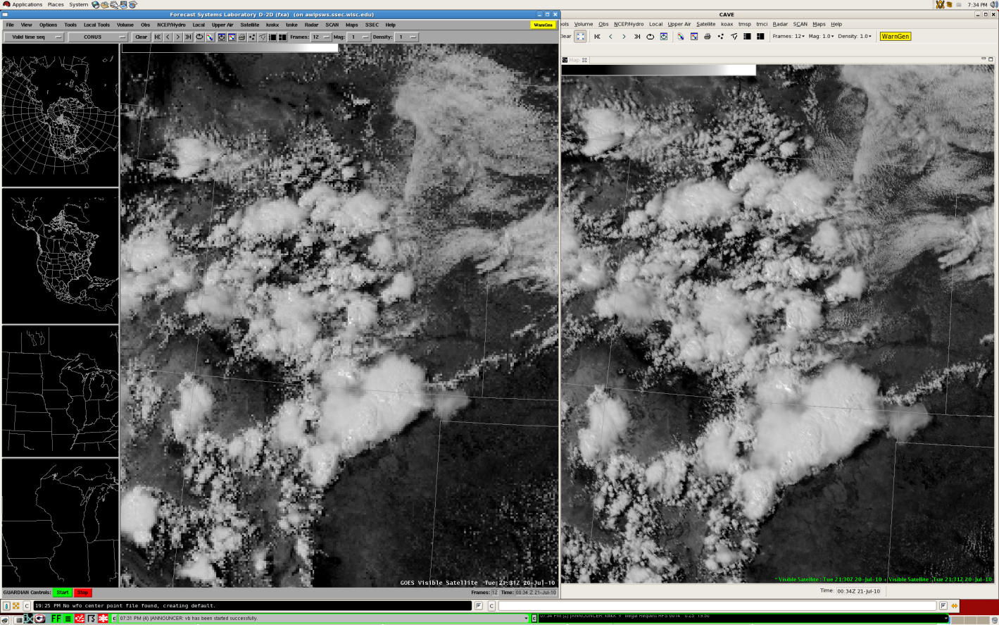 Applications Places System 7:34 PM
Forecast Systems Laboratory D-2D (fxa) (on awipsws.ssec.wisc.edu)
CAVE
File View Options Tools Local Tools Volume Obs NCEP/Hydro Local Upper Air Satellite kmkx tmke Radar SCAN Maps SSEC Help WarnGen
ols Volume Obs NCEP/Hydro Local Upper Air Satellite koax tmsp tmci Radar SCAN Maps Help
Valid time seq CONUS Clear Frames: 12 Mag: 1 Density: 1
lear Frames: 12 Mag: 1.0 Density: 1.0 WarnGen
Map
GOES Visible Satellite Tue 21:31Z 20-Jul-10
* Visible Satellite : Tue 21:30Z 20-Jul-10 + Visible Satellite : Tue 21:31Z 20-Jul-10
GUARDIAN Controls: Start Stop Frames: 12 Time: 00:34 Z 21-Jul-10
Time: 00:34 Z 21-Jul-10
C 19:25 PM No wfo center point file found, creating default. F C F
FF C 07:31 PM (4) [ANNOUNCER: vb has been started successfully. C